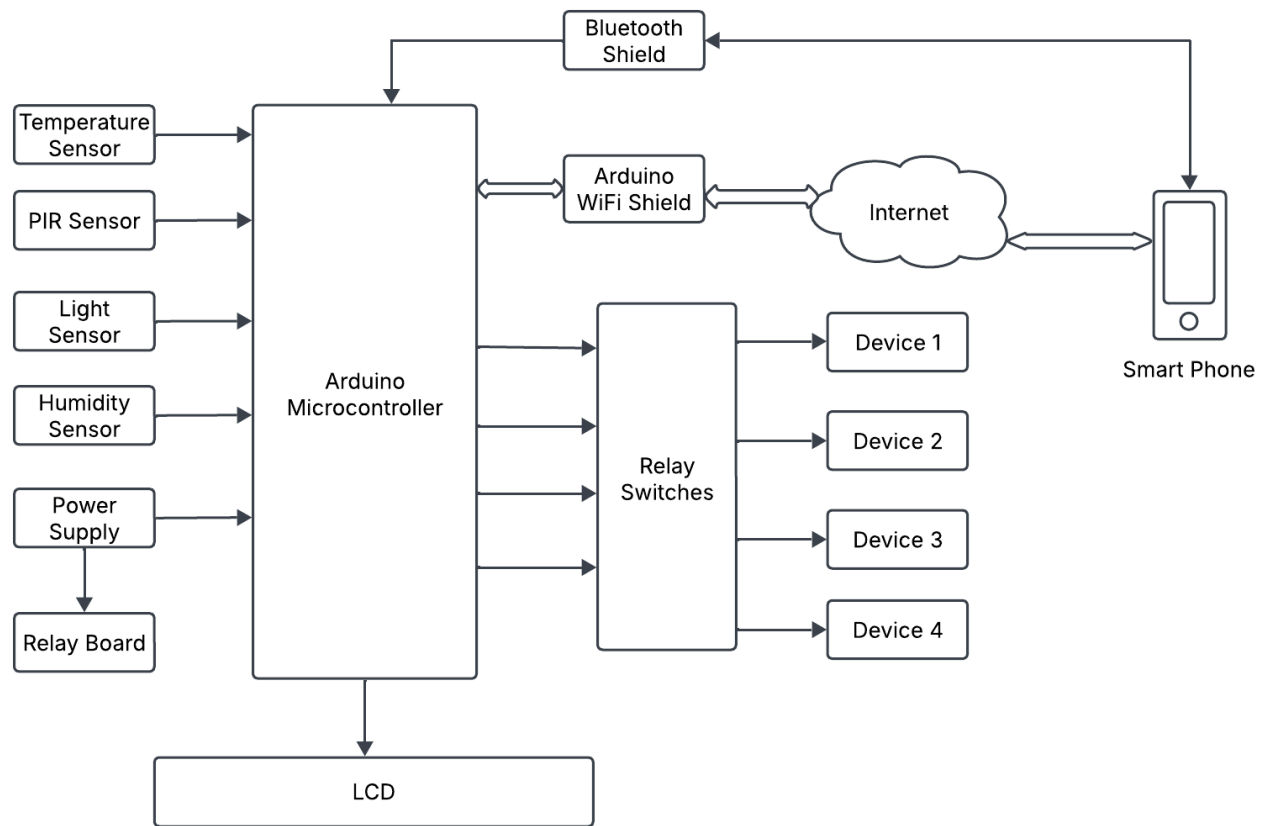 Bluetooth
Shield
Temperature
Sensor
PIR Sensor
Light
Sensor
Humidity
Sensor
Power
Supply
Relay Board
Arduino
Microcontroller
Arduino
WiFi Shield
Internet
Smart Phone
Relay
Switches
Device 1
Device 2
Device 3
Device 4
LCD